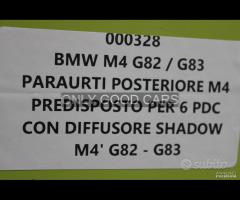 000328
BMW M4 G82 / G83
PARAURTI POSTERIORE M4
ONLY GOOD CARS
PREDISPOSTO PER 6 PDC
CON DIFFUSORE SHADOW
M4' G82 - G83
subito